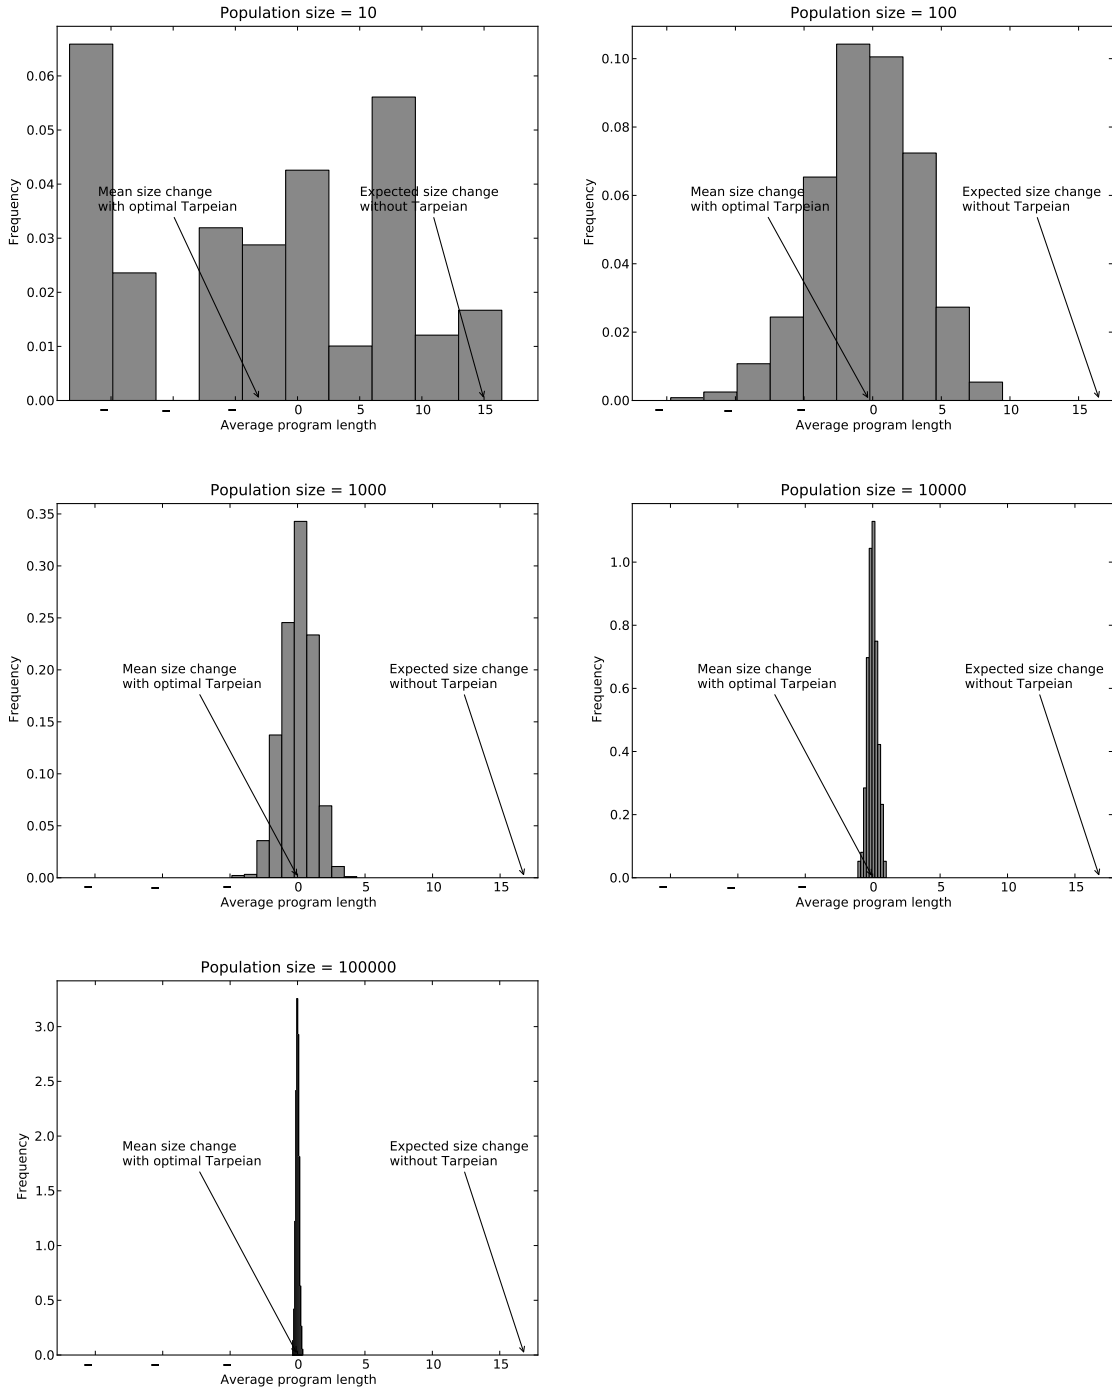 Population size = 10
0.06
0.05
0.04
0.03
0.02
0.01
0.00
Frequency
Mean size change
with optimal Tarpeian
Expected size change
without Tarpeian
− − − 0 5 10 15
Average program length
Population size = 100
0.10
0.08
0.06
0.04
0.02
0.00
Frequency
Mean size change
with optimal Tarpeian
Expected size change
without Tarpeian
− − − 0 5 10 15
Average program length
Population size = 1000
0.35
0.30
0.25
0.20
0.15
0.10
0.05
0.00
Frequency
Mean size change
with optimal Tarpeian
Expected size change
without Tarpeian
− − − 0 5 10 15
Average program length
Population size = 10000
1.0
0.8
0.6
0.4
0.2
0.0
Frequency
Mean size change
with optimal Tarpeian
Expected size change
without Tarpeian
− − − 0 5 10 15
Average program length
Population size = 100000
3.0
2.5
2.0
1.5
1.0
0.5
0.0
Frequency
Mean size change
with optimal Tarpeian
Expected size change
without Tarpeian
− − − 0 5 10 15
Average program length